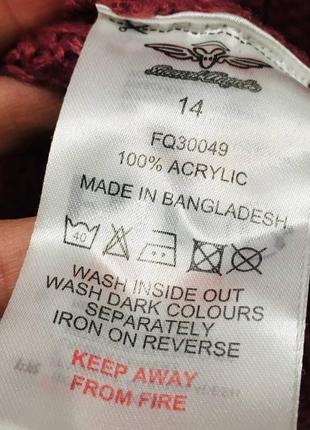 14
FQ30049
100% ACRYLIC
MADE IN BANGLADESH
40
WASH INSIDE OUT
WASH DARK COLOURS
SEPARATELY
IRON ON REVERSE
KEEP AWAY
FROM FIRE